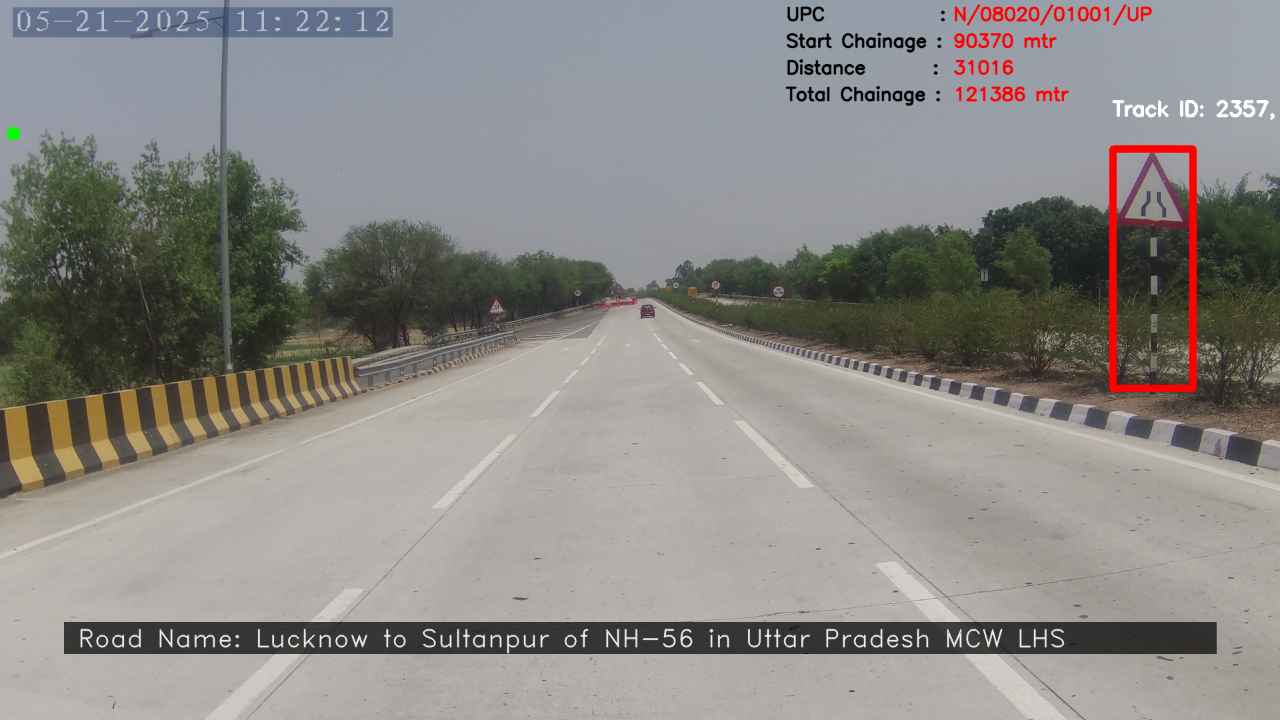 05-21-2025 11:22:12
UPC : N/08020/01001/UP
Start Chainage : 90370 mtr
Distance : 31016
Total Chainage : 121386 mtr
Track ID: 2357,
Road Name: Lucknow to Sultanpur of NH-56 in Uttar Pradesh MCW LHS